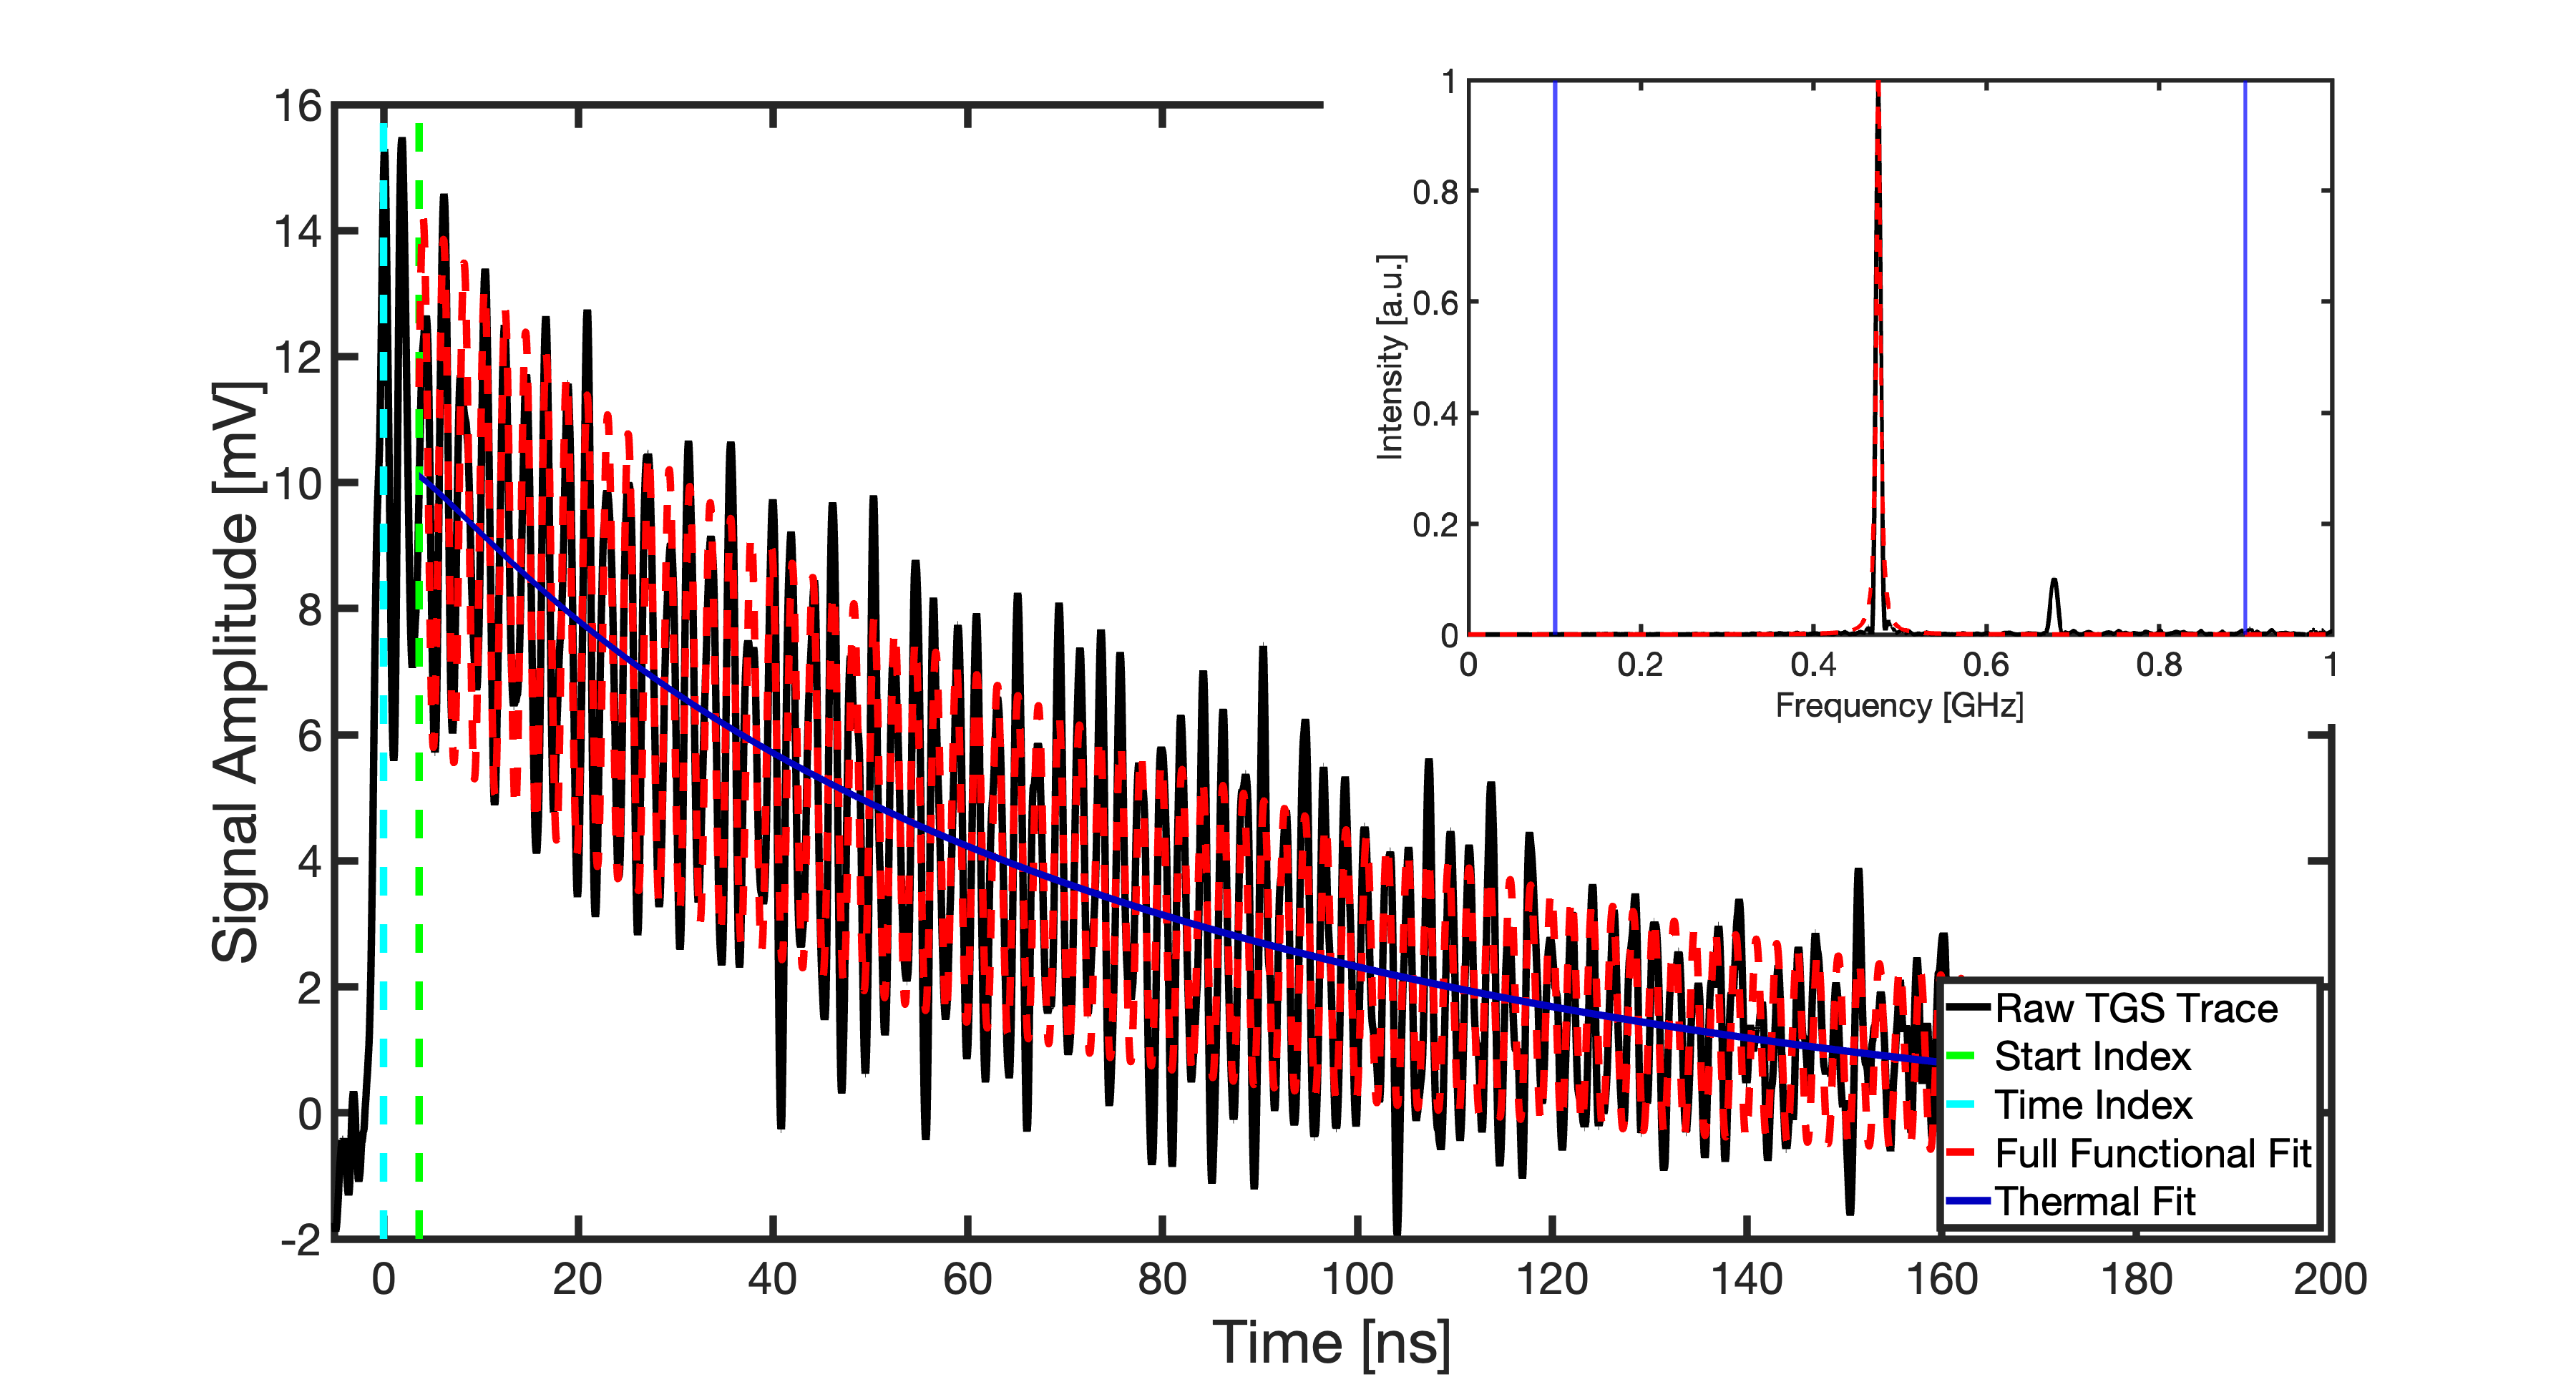 16
14
12
10
8
6
4
2
0
-2
Signal Amplitude [mV]
0 20 40 60 80 100 120 140 160 180 200
Time [ns]
1
0.8
0.6
0.4
0.2
0
Intensity [a.u.]
0 0.2 0.4 0.6 0.8 1
Frequency [GHz]
Raw TGS Trace
Start Index
Time Index
Full Functional Fit
Thermal Fit